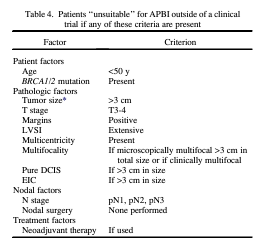 Table 4. Patients “unsuitable” for APBI outside of a clinical
trial if any of these criteria are present
Factor Criterion
Patient factors
Age <50 y
BRCA1/2 mutation Present
Pathologic factors
Tumor size* >3 cm
T stage T3-4
Margins Positive
LVSI Extensive
Multicentricity Present
Multifocality If microscopically multifocal >3 cm in
total size or if clinically multifocal
Pure DCIS If >3 cm in size
EIC If >3 cm in size
Nodal factors
N stage pN1, pN2, pN3
Nodal surgery None performed
Treatment factors
Neoadjuvant therapy If used